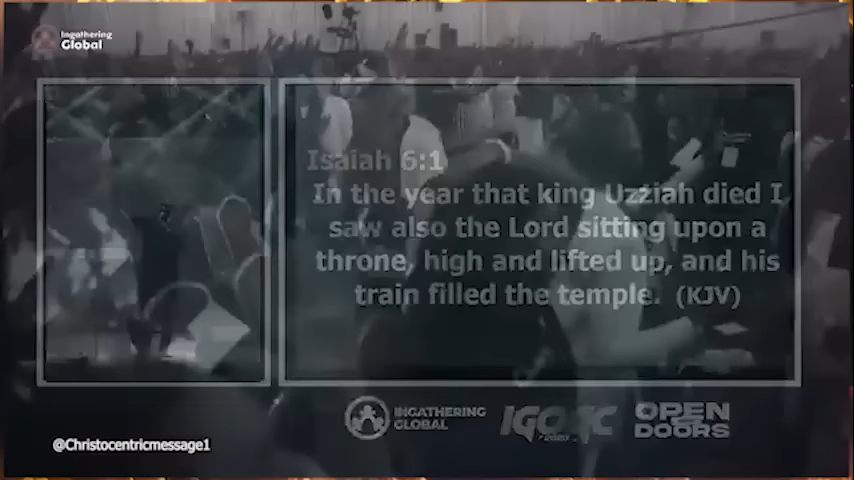 Ingathering
Global
Isaiah 6:1
In the year that king Uzziah died I
saw also the Lord sitting upon a
throne, high and lifted up, and his
train filled the temple. (KJV)
INGATHERING
GLOBAL
OPEN
DOORS
@Christocentricmessage1